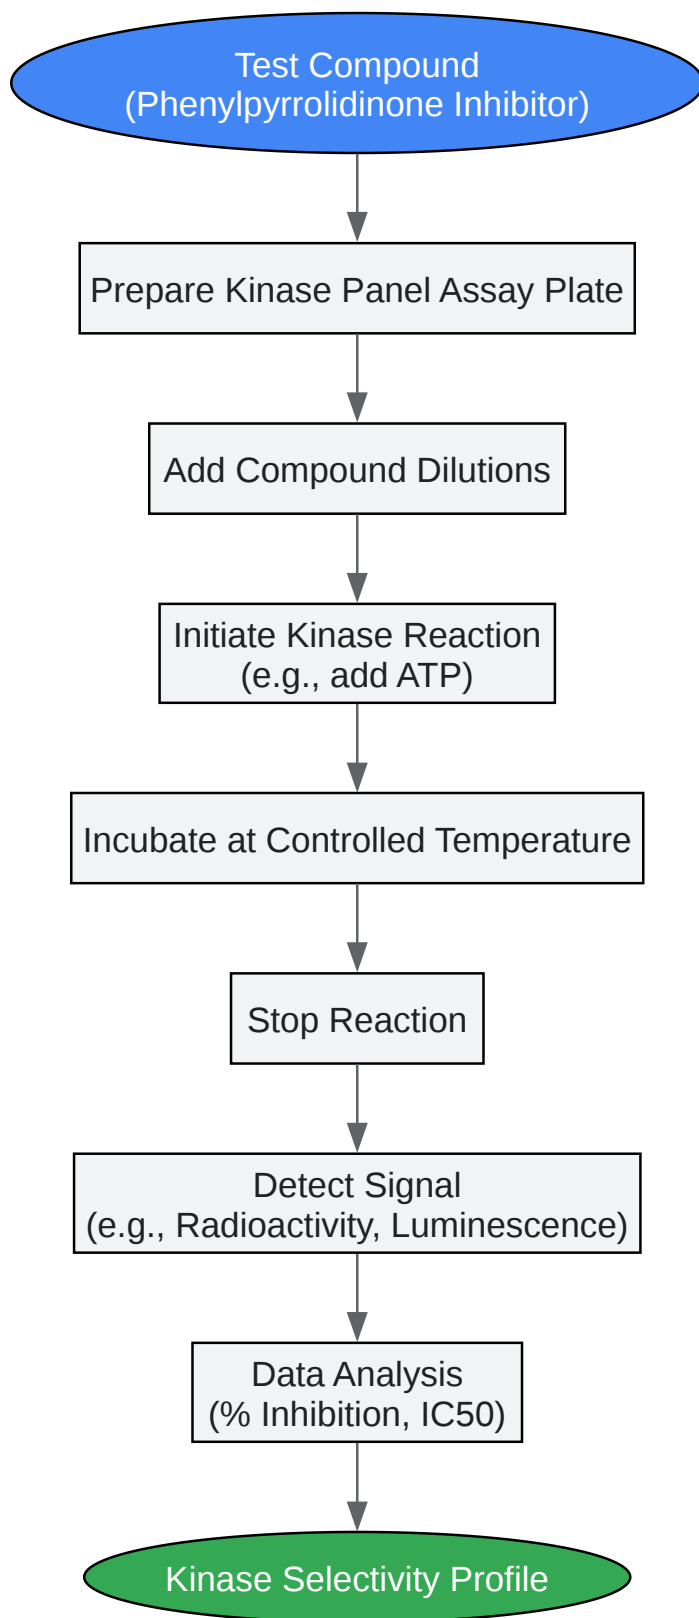 Test Compound
(Phenylpyrrolidinone Inhibitor)
Prepare Kinase Panel Assay Plate
Add Compound Dilutions
Initiate Kinase Reaction
(e.g., add ATP)
Incubate at Controlled Temperature
Stop Reaction
Detect Signal
(e.g., Radioactivity, Luminescence)
Data Analysis
(% Inhibition, IC50)
Kinase Selectivity Profile